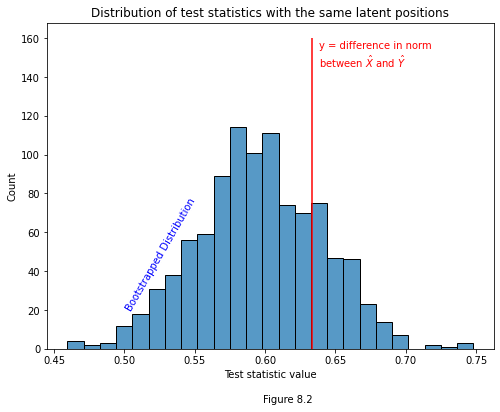 Distribution of test statistics with the same latent positions
160
140
120
100
80
60
40
20
0
Count
y = difference in norm
between X̂ and Ŷ
Bootstrapped Distribution
0.45 0.50 0.55 0.60 0.65 0.70 0.75
Test statistic value
Figure 8.2